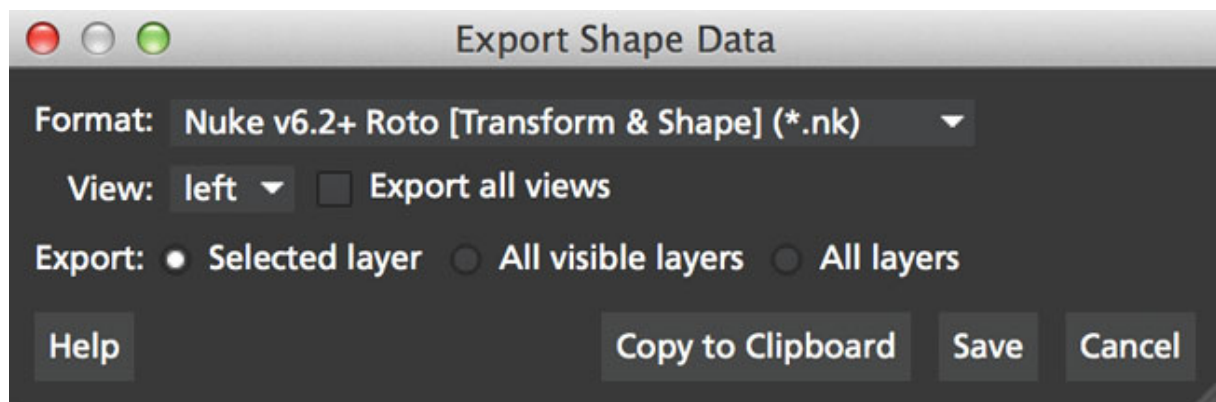 Export Shape Data
Format: Nuke v6.2+ Roto [Transform & Shape] (*.nk)
View: left Export all views
Export: Selected layer All visible layers All layers
Help Copy to Clipboard Save Cancel